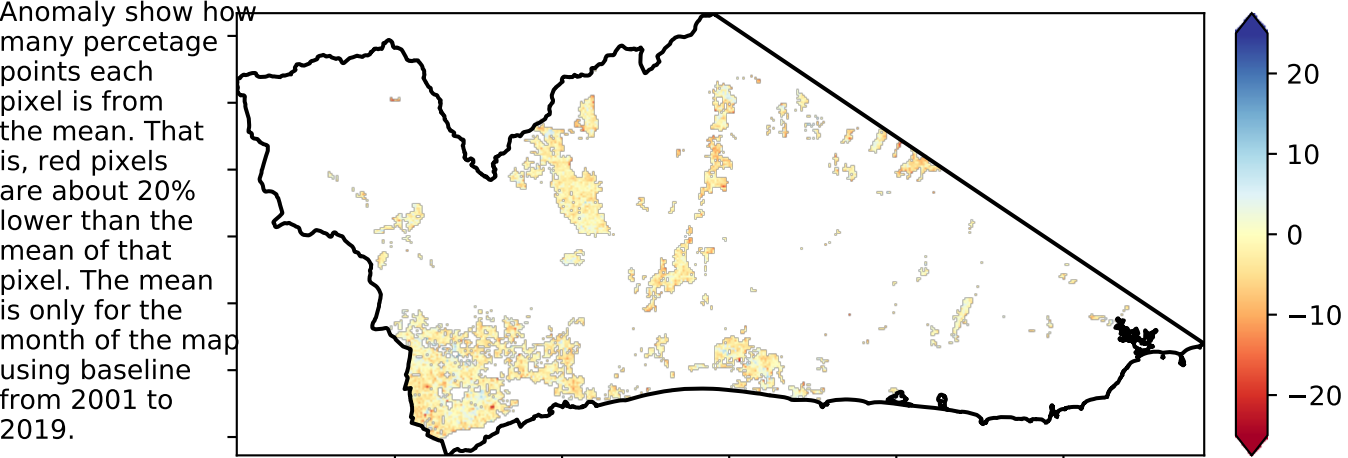 Anomaly show how
many percetage
points each
pixel is from
the mean. That
is, red pixels
are about 20%
lower than the
mean of that
pixel. The mean
is only for the
month of the map
using baseline
from 2001 to
2019.
20
10
0
−10
−20